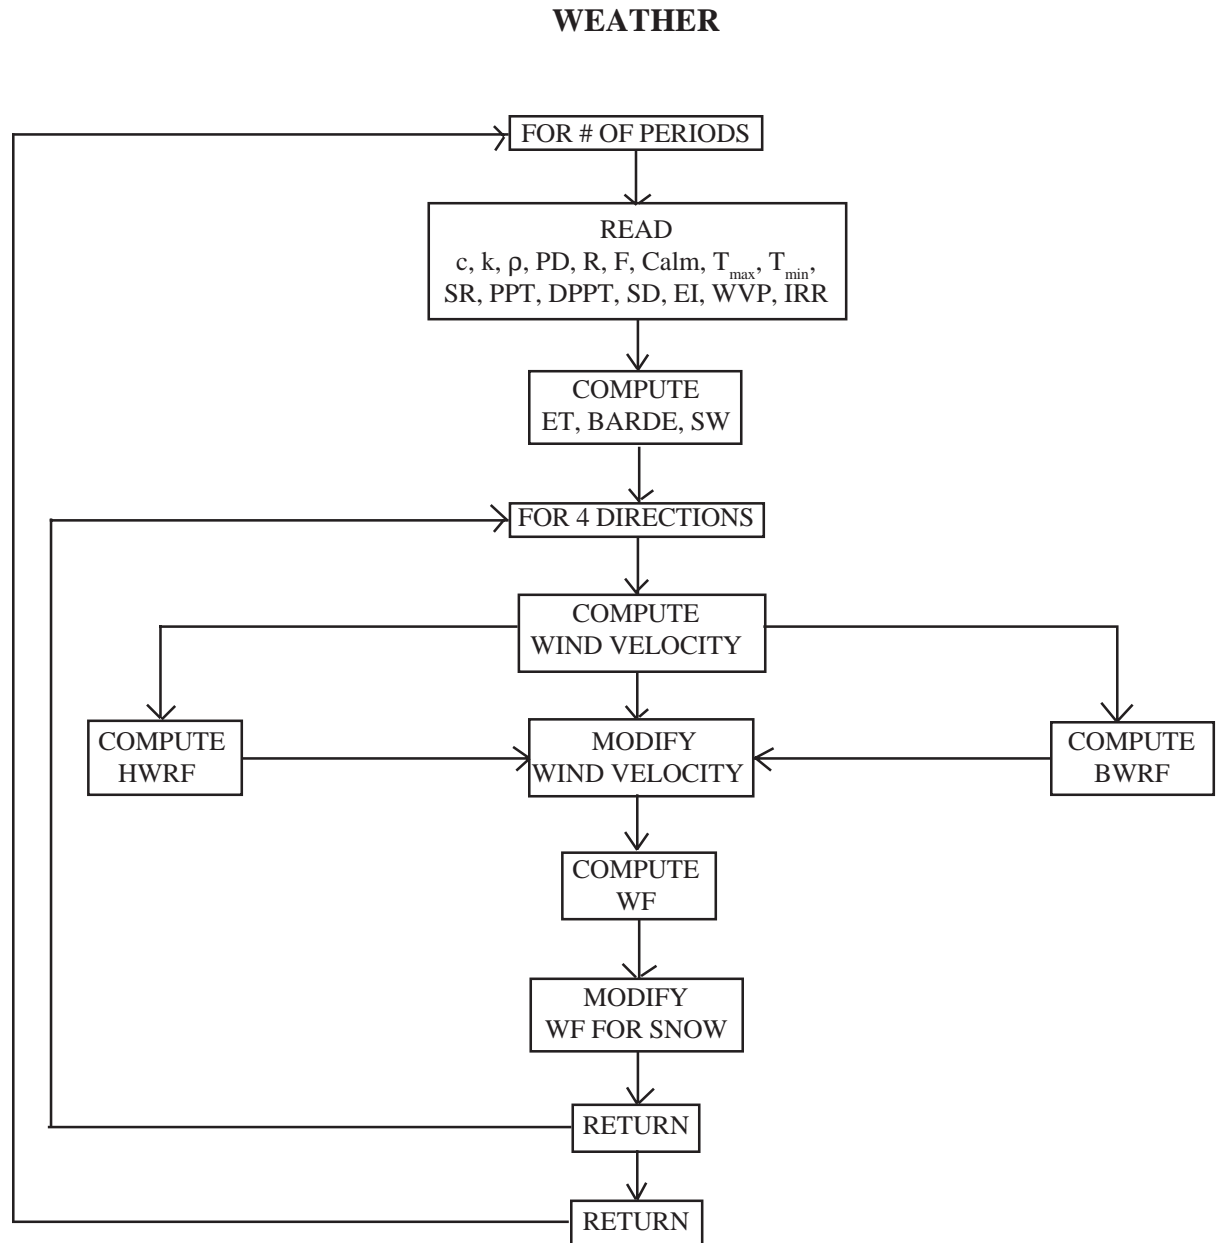 WEATHER
FOR # OF PERIODS
READ
c, k, ρ, PD, R, F, Calm, Tmax, Tmin,
SR, PPT, DPPT, SD, EI, WVP, IRR
COMPUTE
ET, BARDE, SW
FOR 4 DIRECTIONS
COMPUTE
WIND VELOCITY
COMPUTE
HWRF
MODIFY
WIND VELOCITY
COMPUTE
BWRF
COMPUTE
WF
MODIFY
WF FOR SNOW
RETURN
RETURN